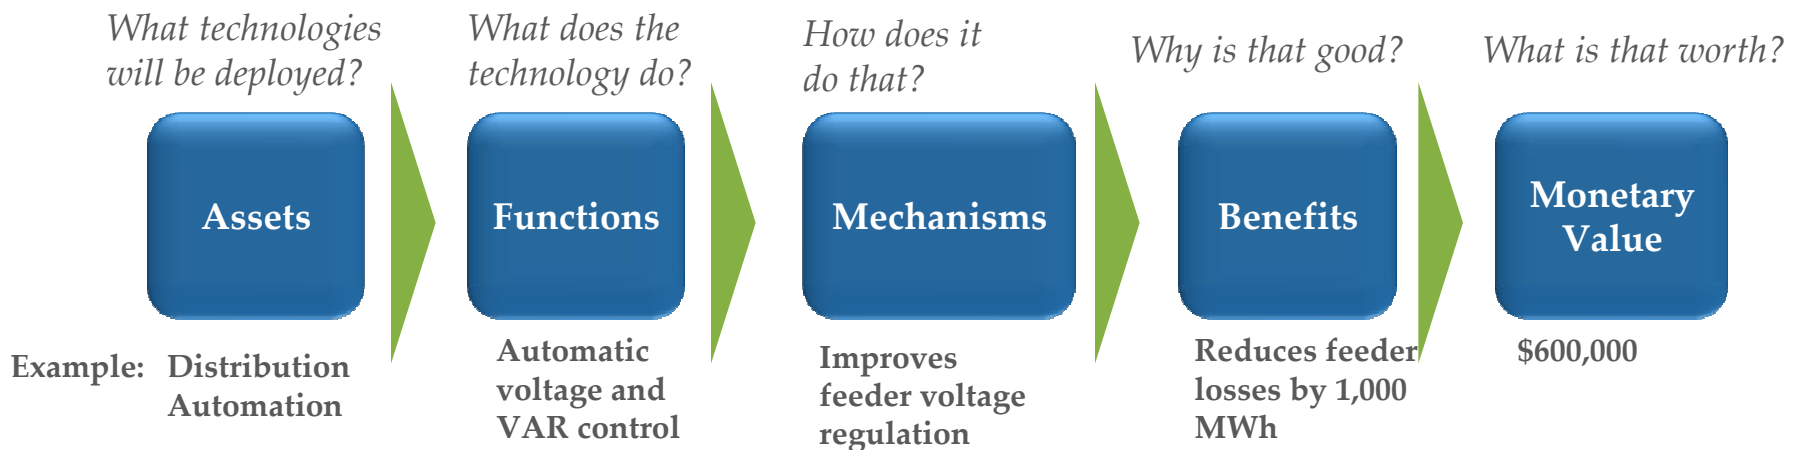 What technologies
will be deployed?
What does the
technology do?
How does it
do that?
Why is that good?
What is that worth?
Assets
Functions
Mechanisms
Benefits
Monetary
Value
Example:
Distribution
Automation
Automatic
voltage and
VAR control
Improves
feeder voltage
regulation
Reduces feeder
losses by 1,000
MWh
$600,000